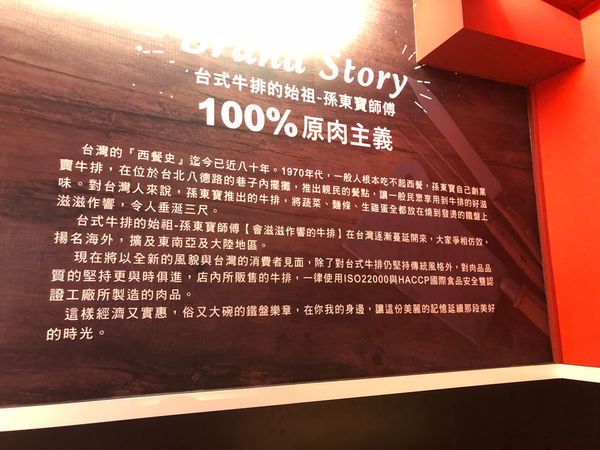 Brand Story
台式牛排的始祖-孫東寶師傅
100%原肉主義
台灣的『西餐史』迄今已近八十年。1970年代,一般人根本吃不起西餐,孫東寶自己創業
賣牛排,在位於台北八德路的巷子內擺攤,推出親民的餐點,讓一般民眾享用到牛排的好滋
味。對台灣人來說,孫東寶推出的牛排,將蔬菜、麵條、生雞蛋全都放在燒到發燙的鐵盤上
滋滋作響,令人垂涎三尺。
台式牛排的始祖-孫東寶師傅【會滋滋作響的牛排】在台灣逐漸蔓延開來,大家爭相仿效,
揚名海外,擴及東南亞及大陸地區。
現在將以全新的風貌與台灣的消費者見面,除了對台式牛排仍堅持傳統風格外,對肉品品
質的堅持更與時俱進,店內所販售的牛排,一律使用ISO22000與HACCP國際食品安全雙認
證工廠所製造的肉品。
這樣經濟又實惠,俗又大碗的鐵盤樂章,在你我的身邊,讓這份美麗的記憶延續那段美好
的時光。